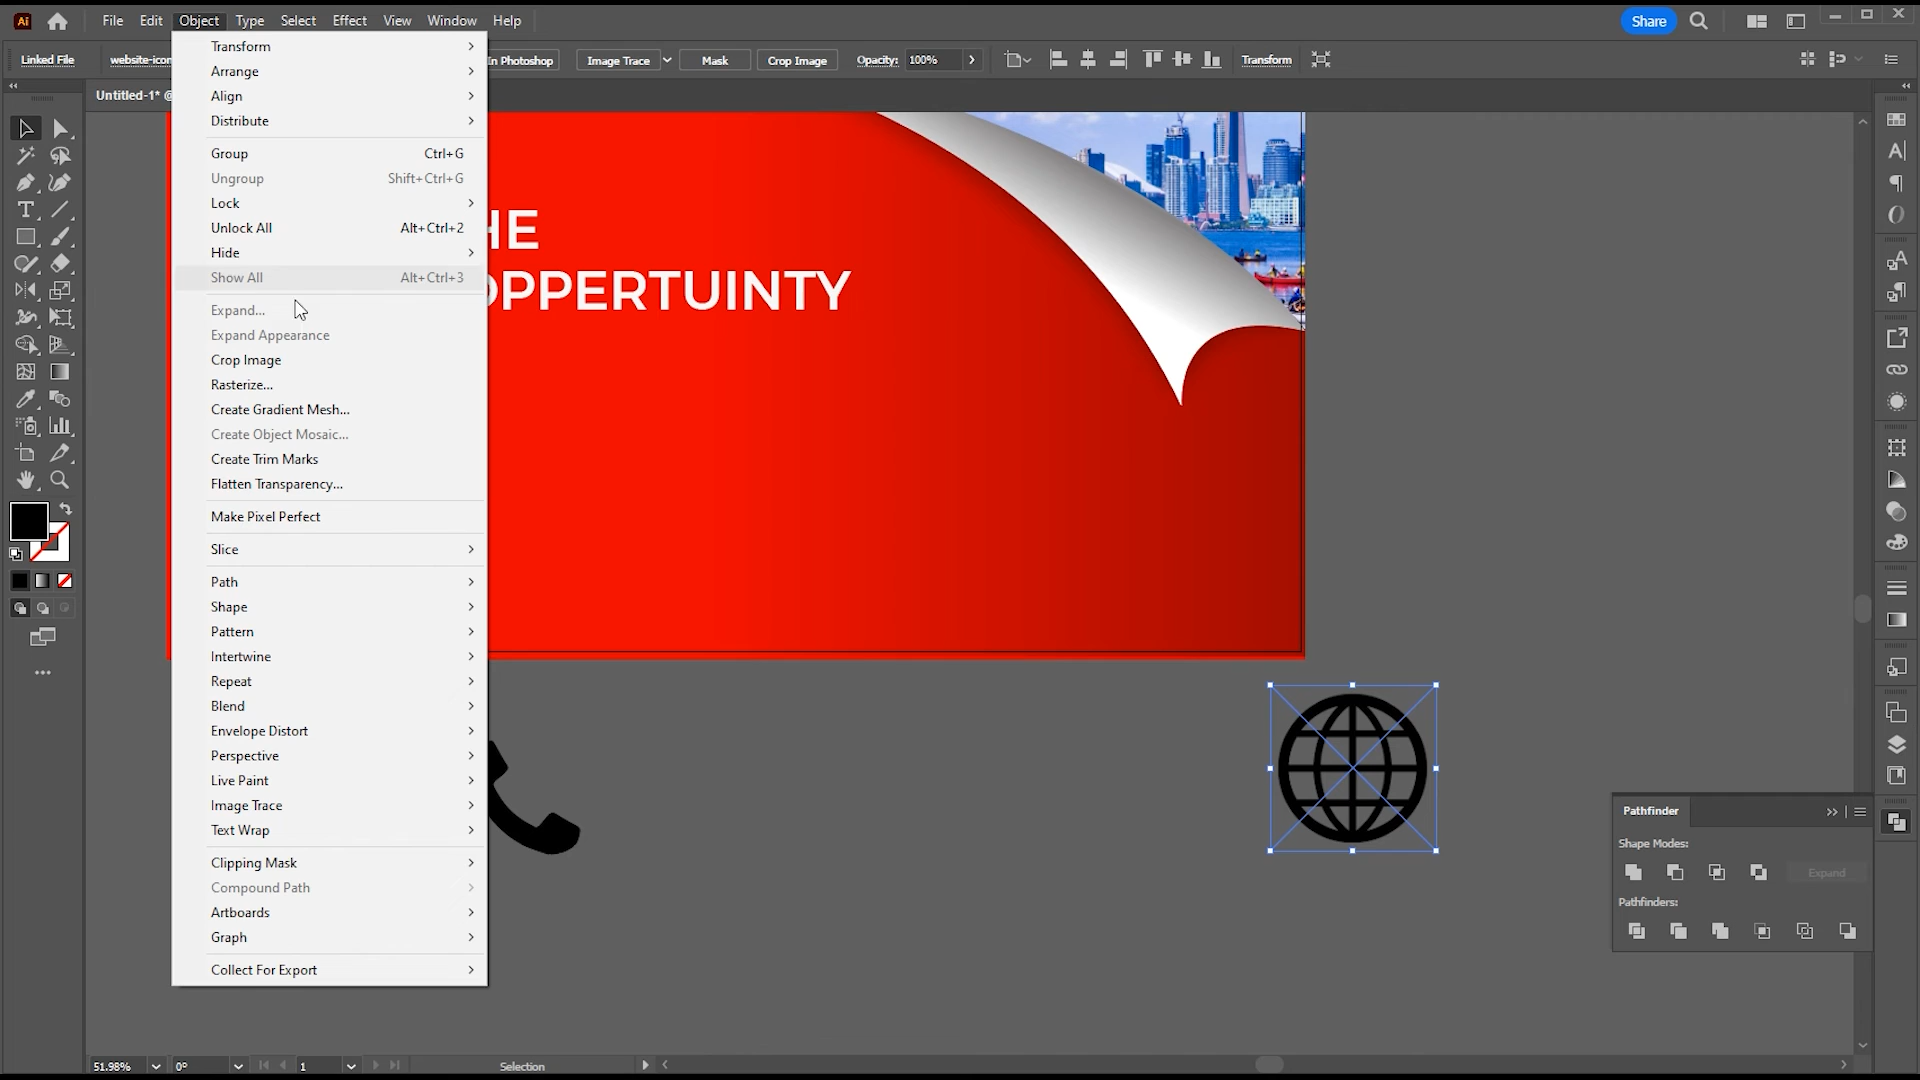 Ai File Edit Object Type Select Effect View Window Help Share
Linked File website-icon In Photoshop Image Trace Mask Crop Image Opacity: 100% Transform
Untitled-1* @
Transform
Arrange
Align
Distribute
Group Ctrl+G
Ungroup Shift+Ctrl+G
Lock
Unlock All Alt+Ctrl+2
Hide
Show All Alt+Ctrl+3
Expand...
Expand Appearance
Crop Image
Rasterize...
Create Gradient Mesh...
Create Object Mosaic...
Create Trim Marks
Flatten Transparency...
Make Pixel Perfect
Slice
Path
Shape
Pattern
Intertwine
Repeat
Blend
Envelope Distort
Perspective
Live Paint
Image Trace
Text Wrap
Clipping Mask
Compound Path
Artboards
Graph
Collect For Export
HE
OPPERTUINTY
Pathfinder
Shape Modes:
Expand
Pathfinders:
51.98% 0° 1 Selection